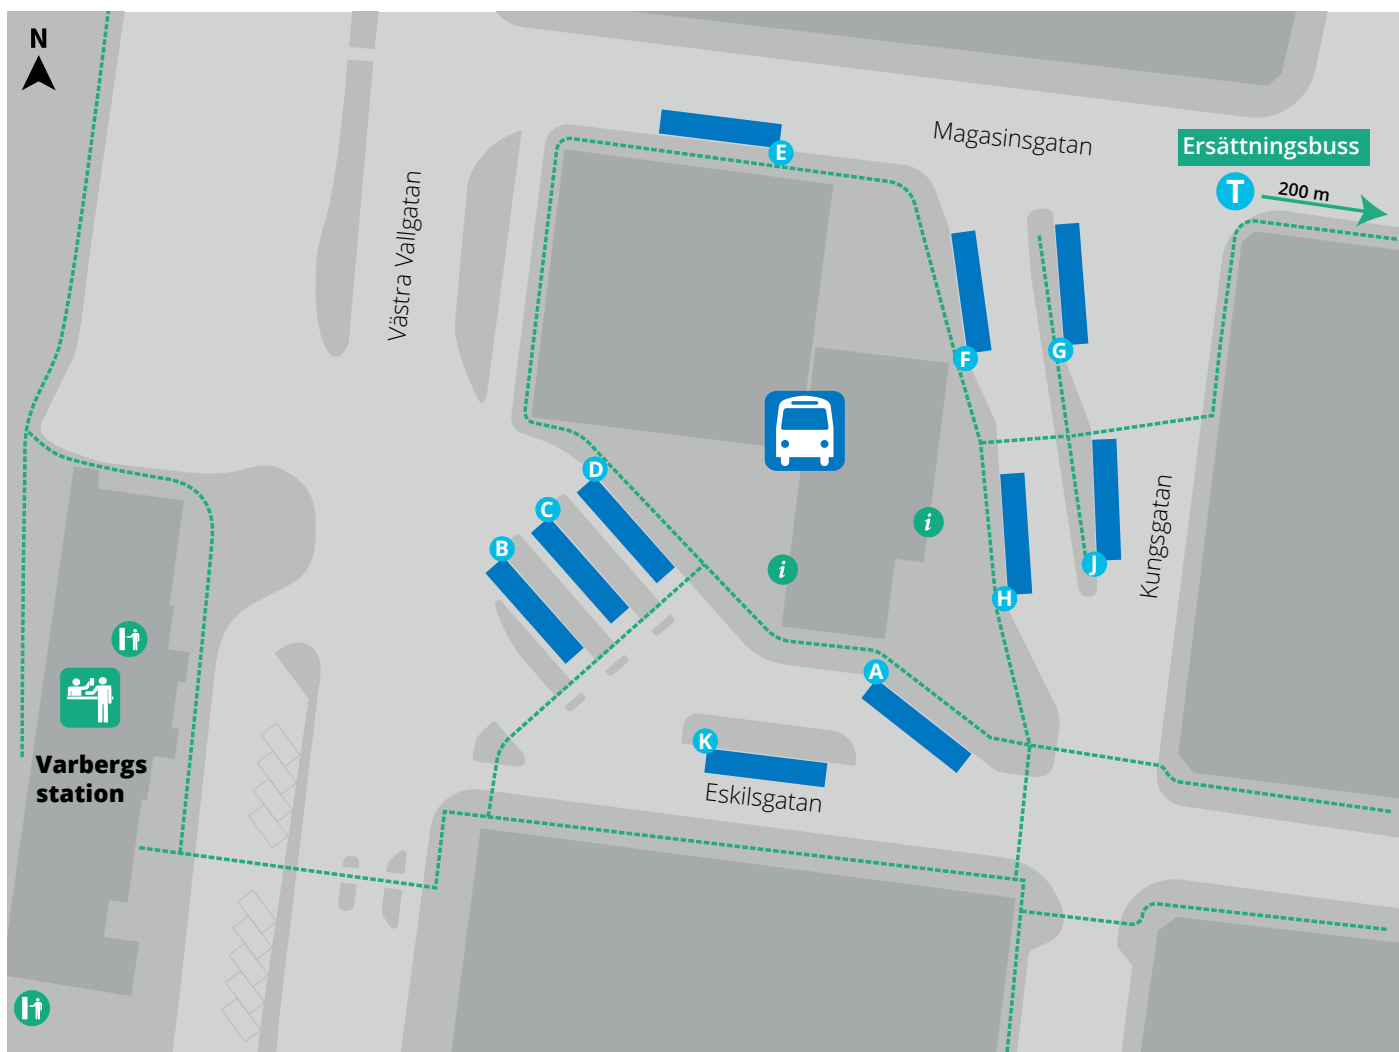 N
Magasinsgatan
Ersättningsbuss
T
200 m
E
Västra Vallgatan
F
G
D
C
B
i
i
Kungsgatan
J
H
A
K
Eskilsgatan
Varbergs
station